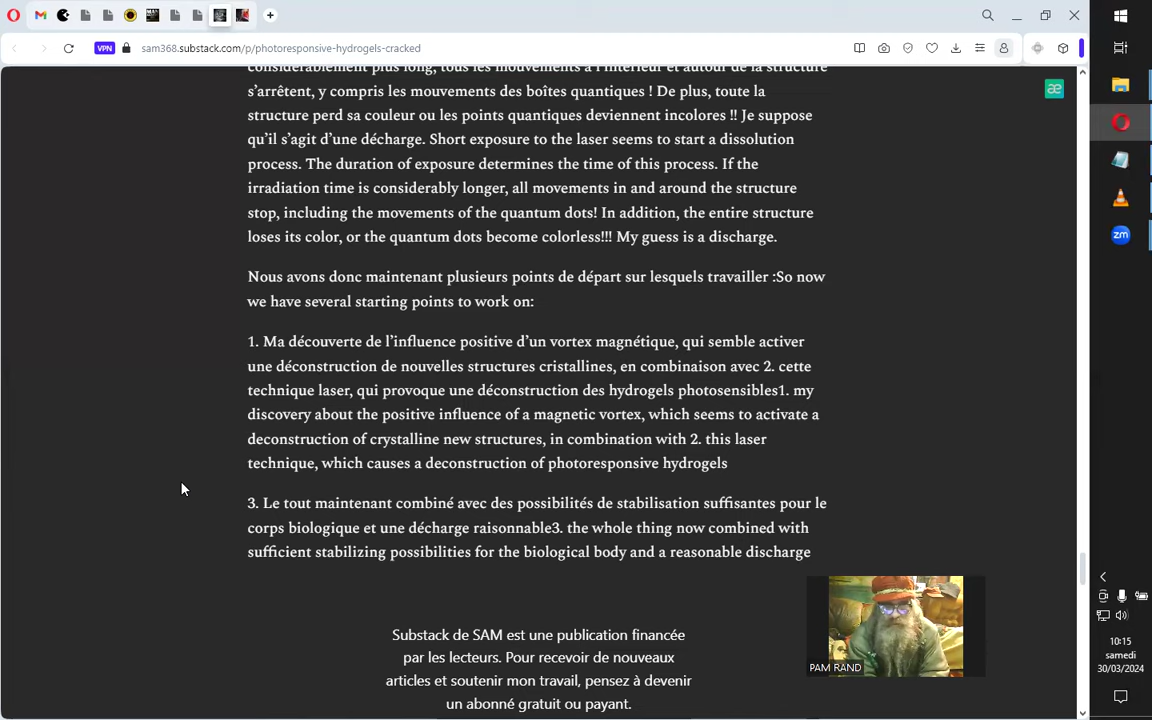 VPN
sam368.substack.com/p/photoresponsive-hydrogels-cracked
considérablement plus long, tous les mouvements à l'intérieur et autour de la structure
s'arrêtent, y compris les mouvements des boîtes quantiques ! De plus, toute la
structure perd sa couleur ou les points quantiques deviennent incolores !! Je suppose
qu'il s'agit d'une décharge. Short exposure to the laser seems to start a dissolution
process. The duration of exposure determines the time of this process. If the
irradiation time is considerably longer, all movements in and around the structure
stop, including the movements of the quantum dots! In addition, the entire structure
loses its color, or the quantum dots become colorless!!! My guess is a discharge.
Nous avons donc maintenant plusieurs points de départ sur lesquels travailler :So now
we have several starting points to work on:
1. Ma découverte de l'influence positive d'un vortex magnétique, qui semble activer
une déconstruction de nouvelles structures cristallines, en combinaison avec 2. cette
technique laser, qui provoque une déconstruction des hydrogels photosensibles1. my
discovery about the positive influence of a magnetic vortex, which seems to activate a
deconstruction of crystalline new structures, in combination with 2. this laser
technique, which causes a deconstruction of photoresponsive hydrogels
3. Le tout maintenant combiné avec des possibilités de stabilisation suffisantes pour le
corps biologique et une décharge raisonnable3. the whole thing now combined with
sufficient stabilizing possibilities for the biological body and a reasonable discharge
Substack de SAM est une publication financée
par les lecteurs. Pour recevoir de nouveaux
articles et soutenir mon travail, pensez à devenir
un abonné gratuit ou payant.
PAM RAND
æ
zm
10:15
samedi
30/03/2024